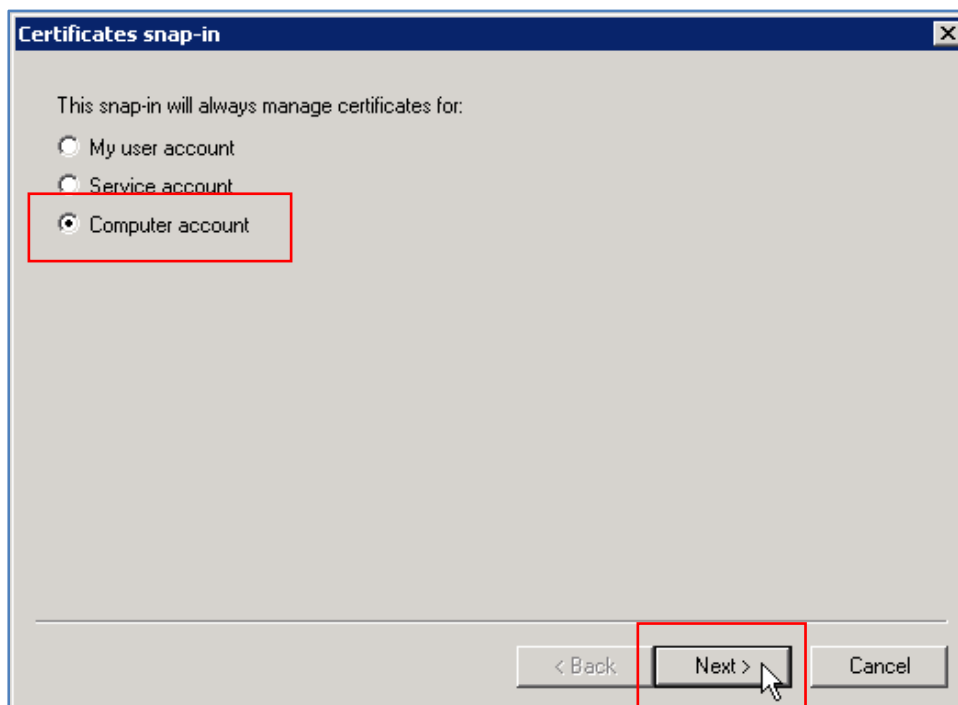 Certificates snap-in
This snap-in will always manage certificates for:
My user account
Service account
Computer account
< Back
Next >
Cancel